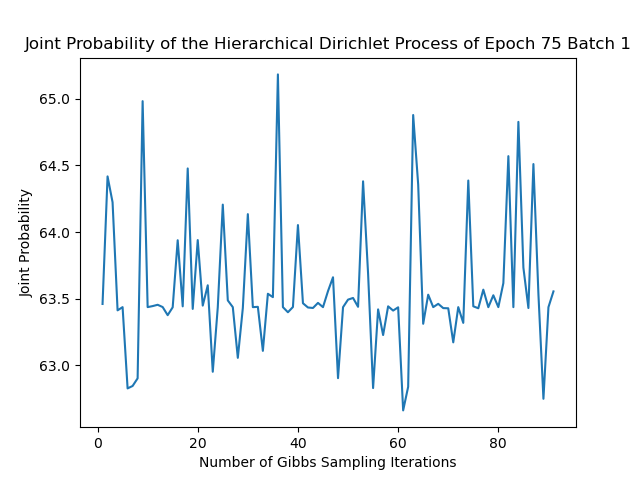 Joint Probability of the Hierarchical Dirichlet Process of Epoch 75 Batch 1
65.0
64.5
64.0
63.5
63.0
Joint Probability
0 20 40 60 80
Number of Gibbs Sampling Iterations